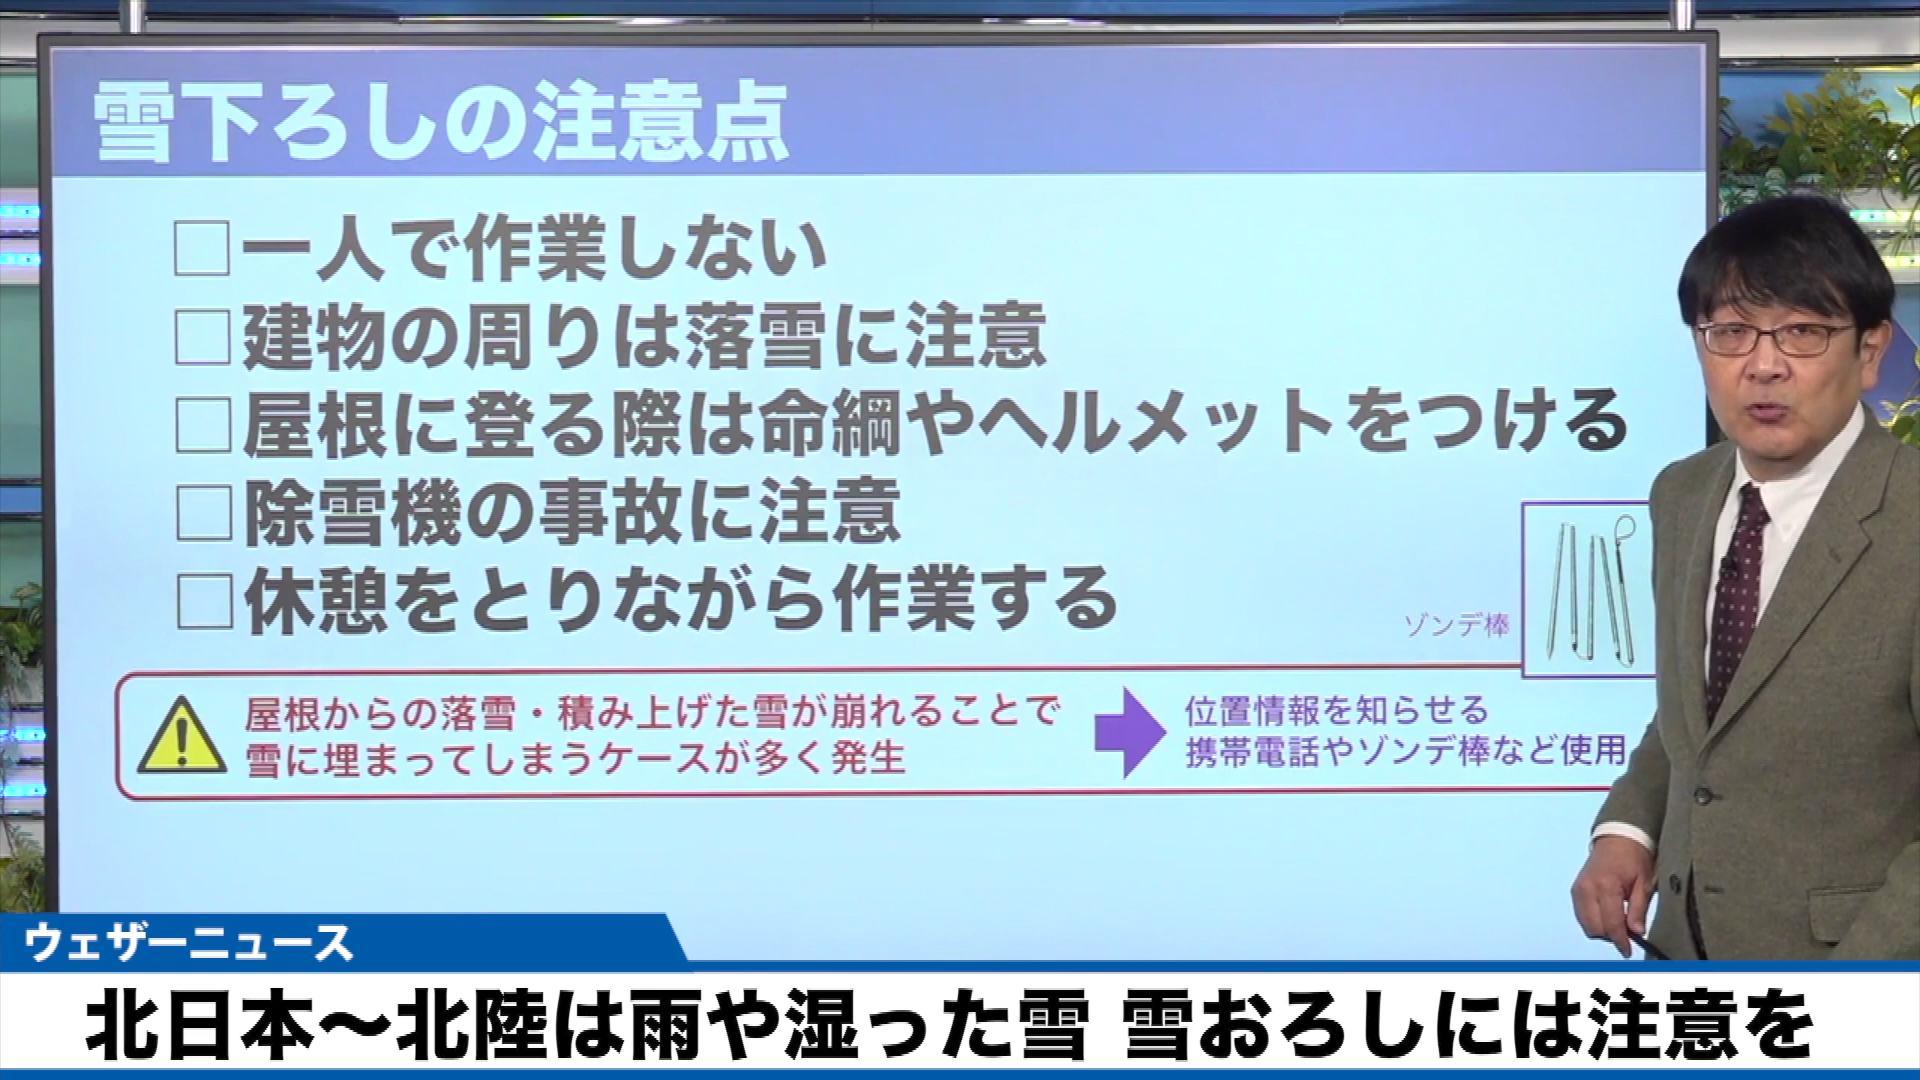 雪下ろしの注意点
□一人で作業しない
□建物の周りは落雪に注意
□屋根に登る際は命綱やヘルメットをつける
□除雪機の事故に注意
□休憩をとりながら作業する
ゾンデ棒
屋根からの落雪・積み上げた雪が崩れることで
雪に埋まってしまうケースが多く発生
位置情報を知らせる
携帯電話やゾンデ棒など使用
ウェザーニュース
北日本〜北陸は雨や湿った雪 雪おろしには注意を